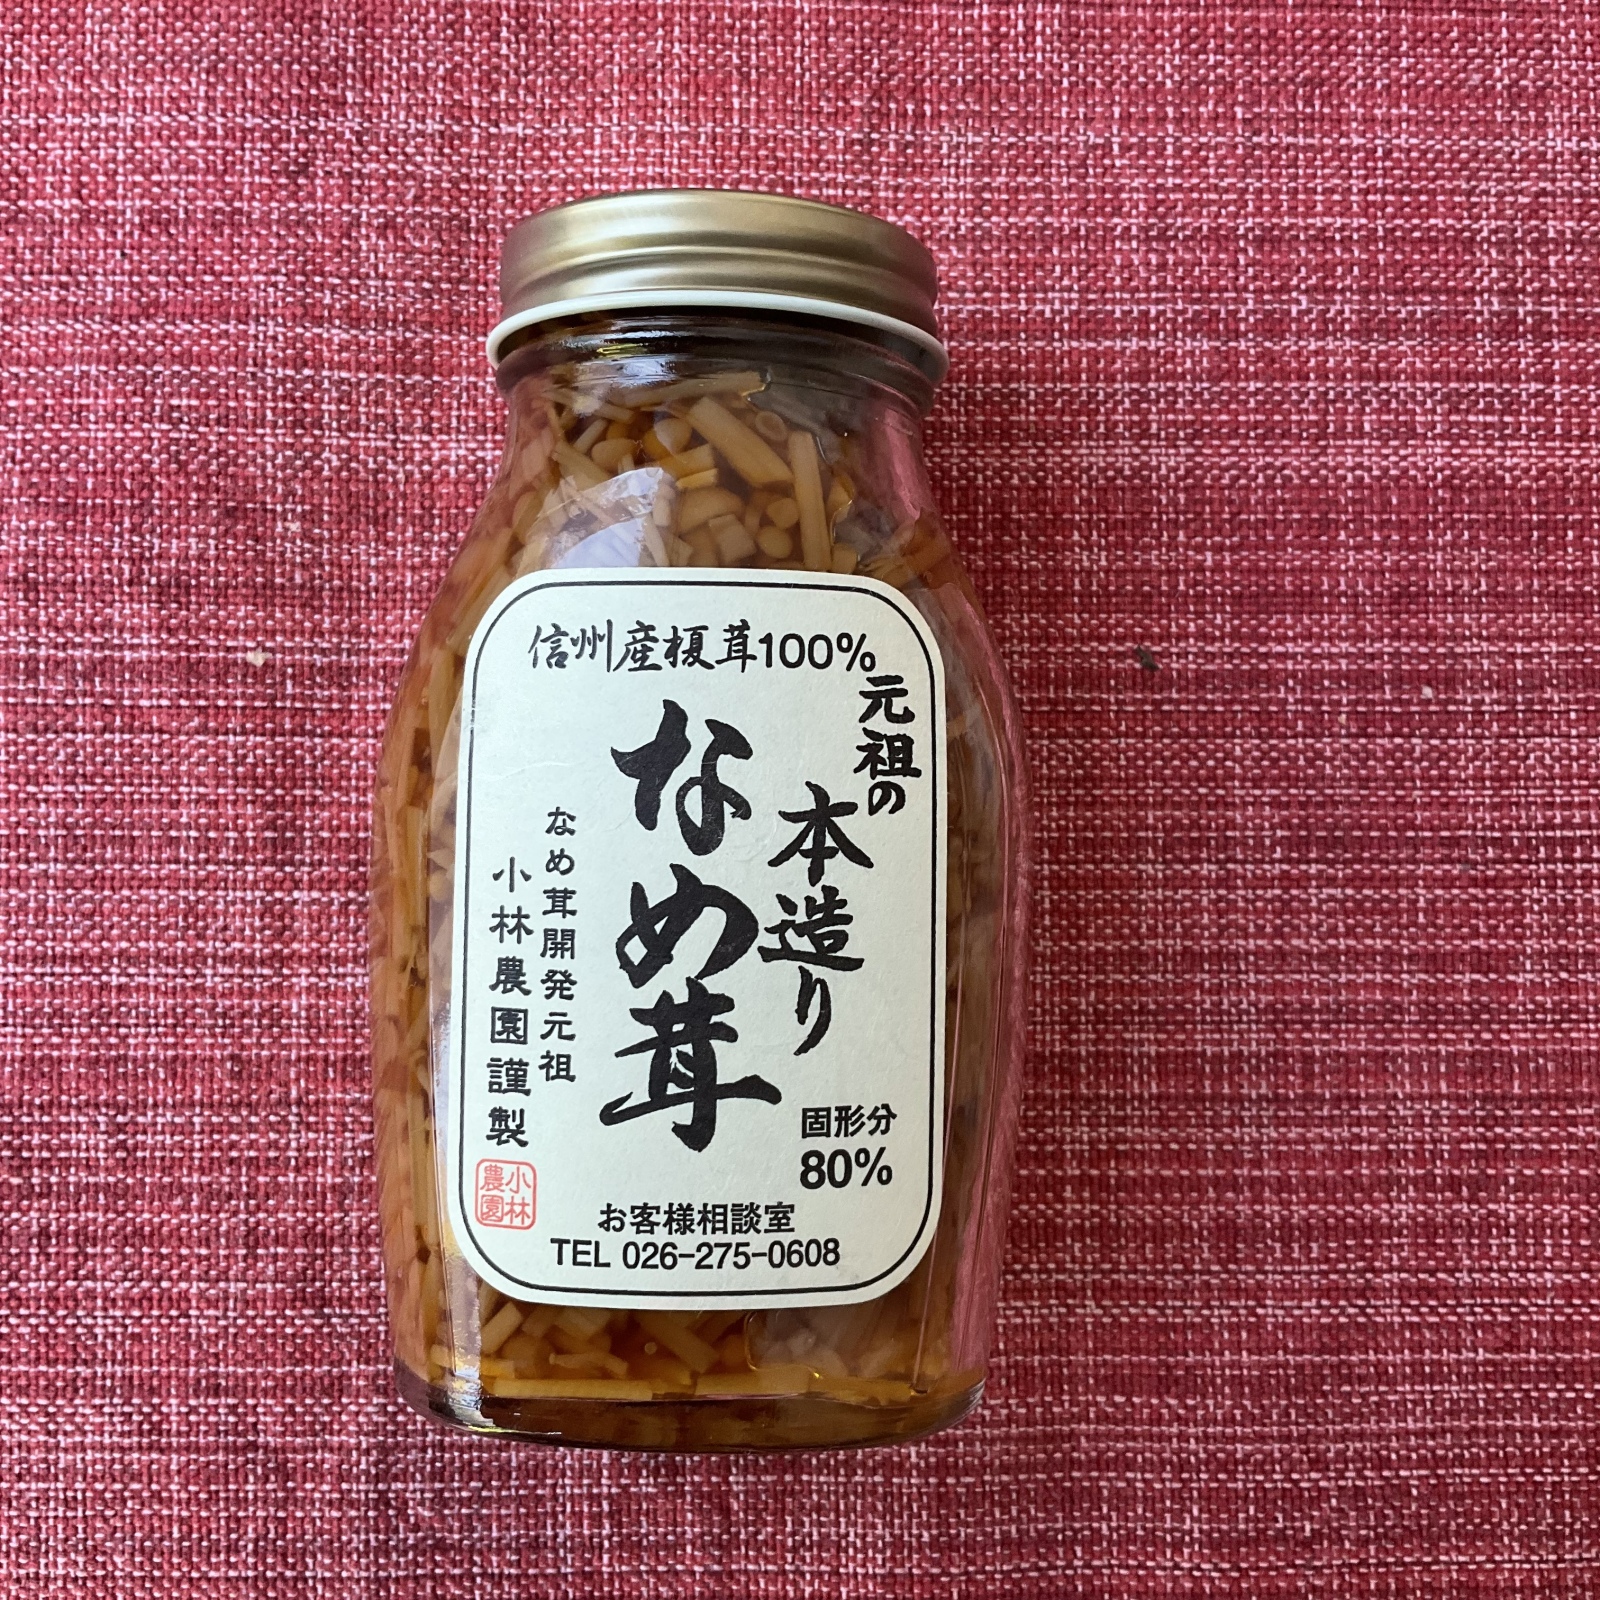 信州産榎茸100%
元祖の
本造り
なめ茸
なめ茸開発元祖
小林農園謹製
小林農園
固形分
80%
お客様相談室
TEL 026-275-0608